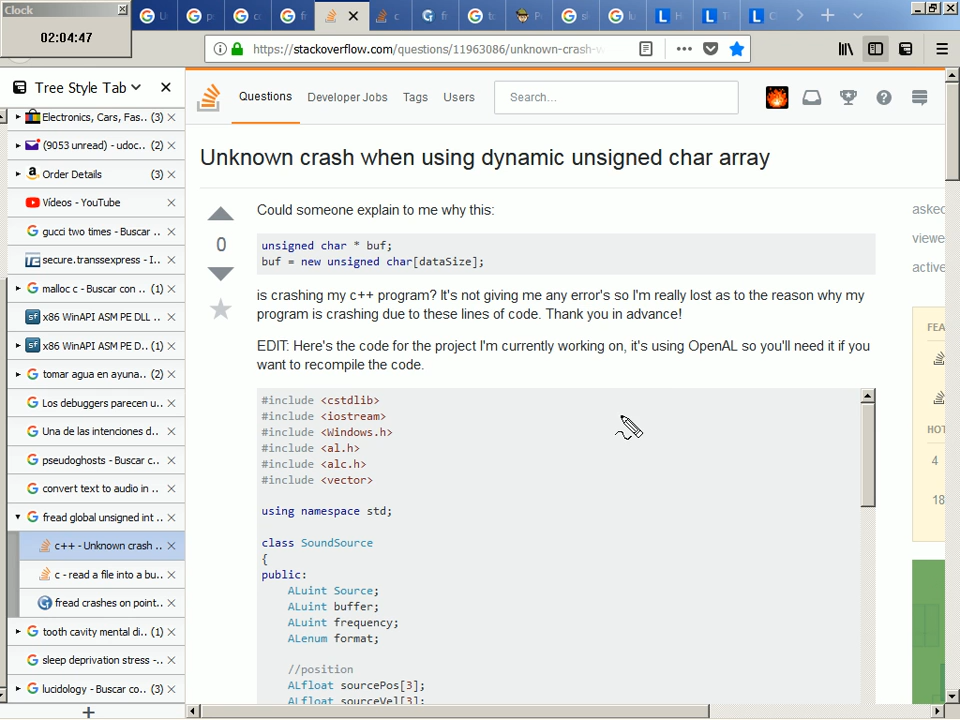 Clock
02:04:47
https://stackoverflow.com/questions/11963086/unknown-crash-w
Tree Style Tab
Electronics, Cars, Fas.. (3)
(9053 unread) - udoc.. (2)
Order Details (3)
Vídeos - YouTube
gucci two times - Buscar ..
secure.transsexpress - I..
malloc c - Buscar con .. (1)
x86 WinAPI ASM PE DLL ..
x86 WinAPI ASM PE D.. (1)
tomar agua en ayuna.. (2)
Los debuggers parecen u..
Una de las intenciones d..
pseudoghosts - Buscar c..
convert text to audio in ..
fread global unsigned int ..
c++ - Unknown crash ..
c - read a file into a bu..
fread crashes on point..
tooth cavity mental di.. (1)
sleep deprivation stress -..
lucidology - Buscar co.. (3)
Questions
Developer Jobs
Tags
Users
Search...
Unknown crash when using dynamic unsigned char array
0
Could someone explain to me why this:
unsigned char * buf;
buf = new unsigned char[dataSize];
is crashing my c++ program? It's not giving me any error's so I'm really lost as to the reason why my
program is crashing due to these lines of code. Thank you in advance!
EDIT: Here's the code for the project I'm currently working on, it's using OpenAL so you'll need it if you
want to recompile the code.
#include <cstdlib>
#include <iostream>
#include <Windows.h>
#include <al.h>
#include <alc.h>
#include <vector>
using namespace std;
class SoundSource
{
public:
ALuint Source;
ALuint buffer;
ALuint frequency;
ALenum format;
//position
ALfloat sourcePos[3];
ALfloat sourceVel[3];
asked
viewe
active
FEA
HOT
4
18